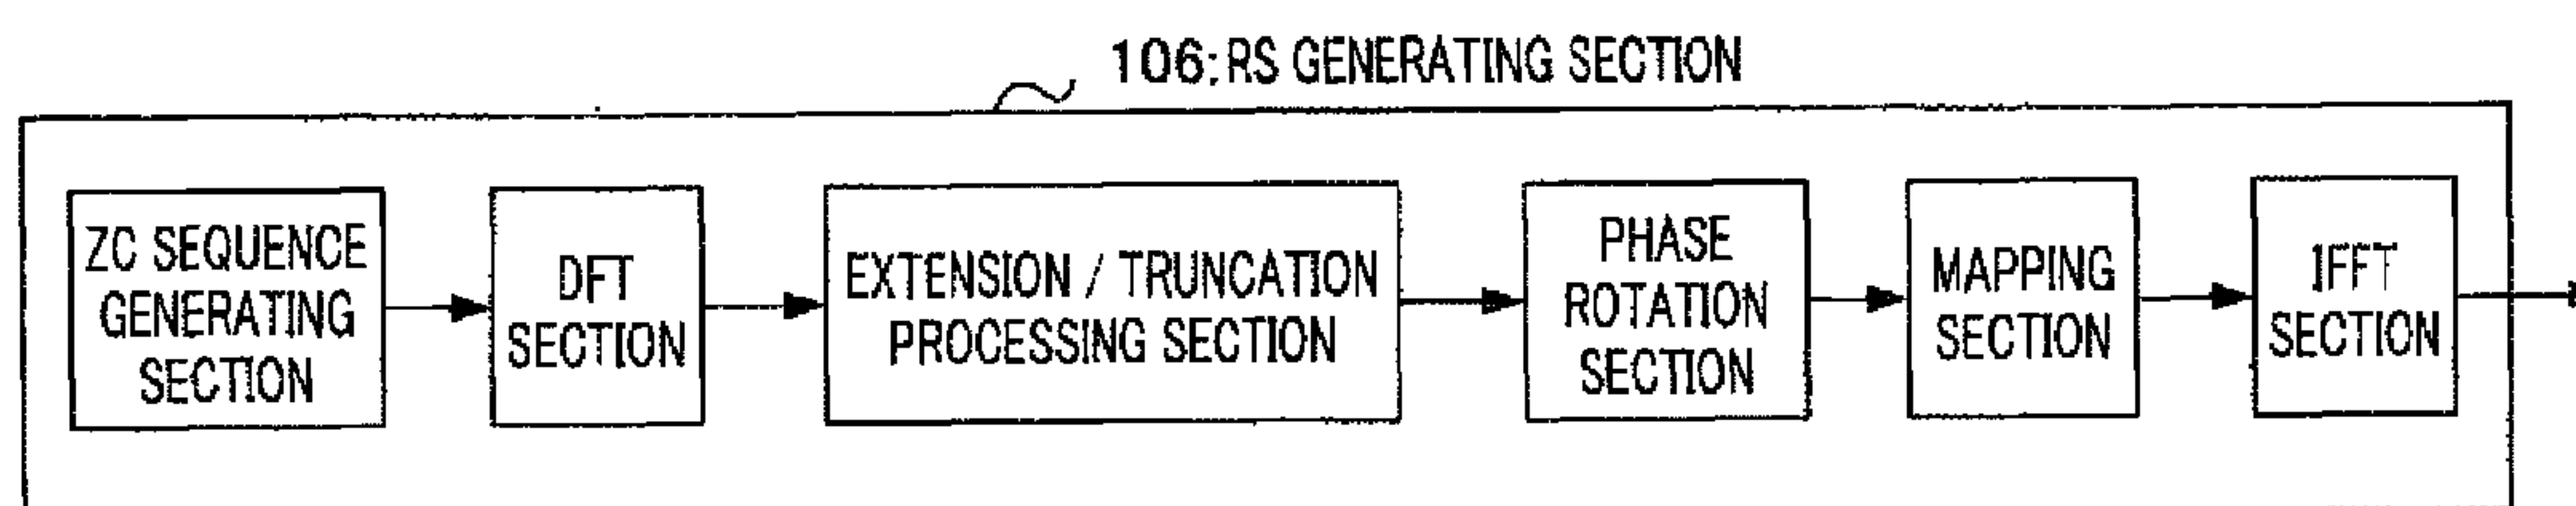 106:RS GENERATING SECTION
ZC SEQUENCE
GENERATING
SECTION
DFT
SECTION
EXTENSION / TRUNCATION
PROCESSING SECTION
PHASE
ROTATION
SECTION
MAPPING
SECTION
IFFT
SECTION